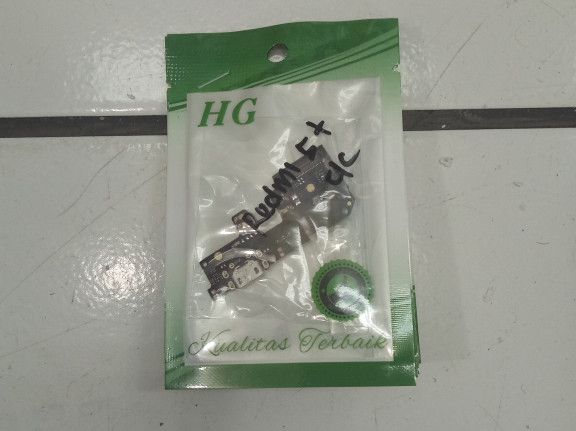 HG
Redmi 5+
S/C
Kualitas Terbaik